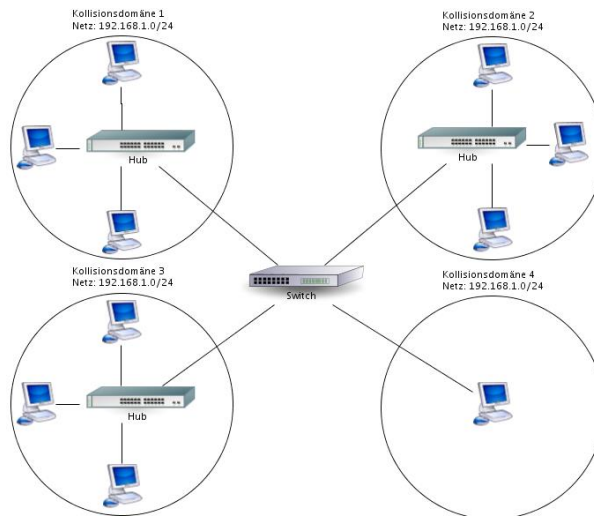 Kollisionsdomäne 1
Netz: 192.168.1.0/24
Kollisionsdomäne 2
Netz: 192.168.1.0/24
Hub
Hub
Kollisionsdomäne 3
Netz: 192.168.1.0/24
Switch
Kollisionsdomäne 4
Netz: 192.168.1.0/24
Hub